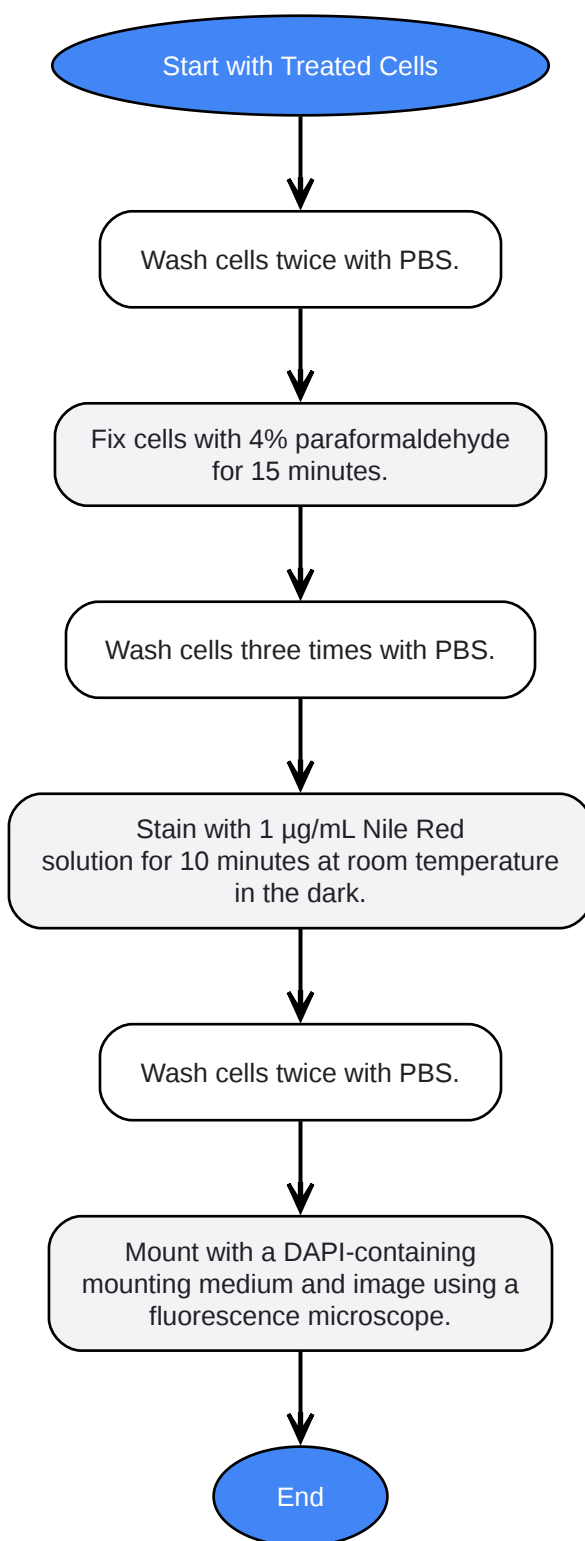 Start with Treated Cells
Wash cells twice with PBS.
Fix cells with 4% paraformaldehyde
for 15 minutes.
Wash cells three times with PBS.
Stain with 1 µg/mL Nile Red
solution for 10 minutes at room temperature
in the dark.
Wash cells twice with PBS.
Mount with a DAPI-containing
mounting medium and image using a
fluorescence microscope.
End